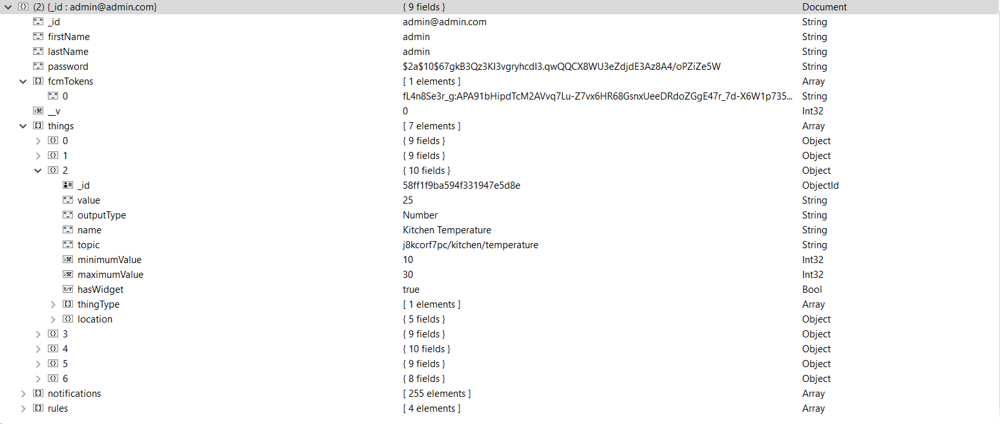 (2) {_id : admin@admin.com} { 9 fields } Document
_id admin@admin.com String
firstName admin String
lastName admin String
password $2a$10$67gkB3Qz3KI3vgryhcdI3.qwQQCX8WU3eZdjdE3Az8A4/oPZiZe5W String
fcmTokens [ 1 elements ] Array
0 fL4n8Se3r_g:APA91bHipdTcM2AVvq7Lu-Z7vx6HR68GsnxUeeDRdoZGgE47r_7d-X6W1p735... String
__v 0 Int32
things [ 7 elements ] Array
0 { 9 fields } Object
1 { 9 fields } Object
2 { 10 fields } Object
_id 58ff1f9ba594f331947e5d8e ObjectId
value 25 String
outputType Number String
name Kitchen Temperature String
topic j8kcorf7pc/kitchen/temperature String
minimumValue 10 Int32
maximumValue 30 Int32
hasWidget true Bool
thingType [ 1 elements ] Array
location { 5 fields } Object
3 { 9 fields } Object
4 { 10 fields } Object
5 { 9 fields } Object
6 { 8 fields } Object
notifications [ 255 elements ] Array
rules [ 4 elements ] Array